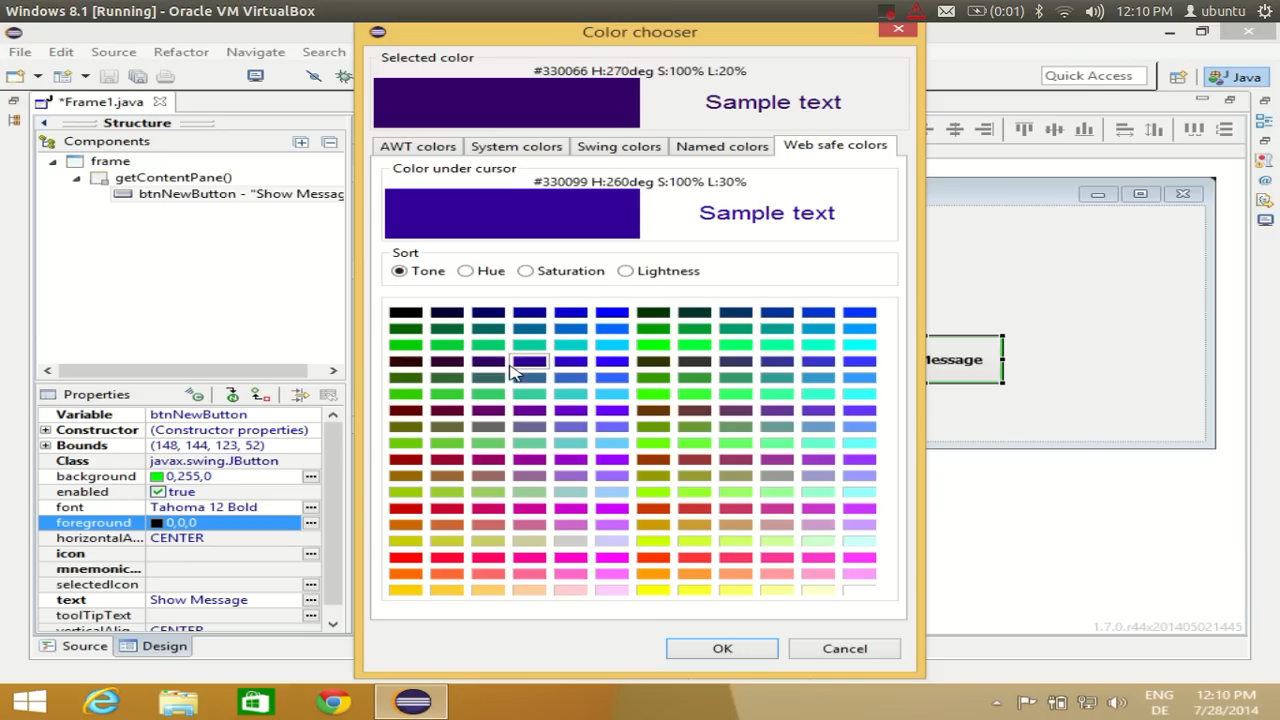 Windows 8.1 [Running] - Oracle VM VirtualBox
(0:01)
12:10 PM
ubuntu
Color chooser
File Edit Source Refactor Navigate Search
Quick Access
Java
*Frame1.java
Structure
Components
frame
getContentPane()
btnNewButton - "Show Messag
Selected color
#330066 H:270deg S:100% L:20%
Sample text
AWT colors System colors Swing colors Named colors Web safe colors
Color under cursor
#330099 H:260deg S:100% L:30%
Sample text
Sort
Tone Hue Saturation Lightness
Message
Properties
Variable btnNewButton
Constructor (Constructor properties)
Bounds (148, 144, 123, 52)
Class javax.swing.JButton
background 0,255,0
enabled true
font Tahoma 12 Bold
foreground 0,0,0
horizontalA... CENTER
icon
mnemonic...
selectedIcon
text Show Message
toolTipText
verticalAlig... CENTER
Source Design
OK Cancel
1.7.0.r44x201405021445
ENG
DE
12:10 PM
7/28/2014